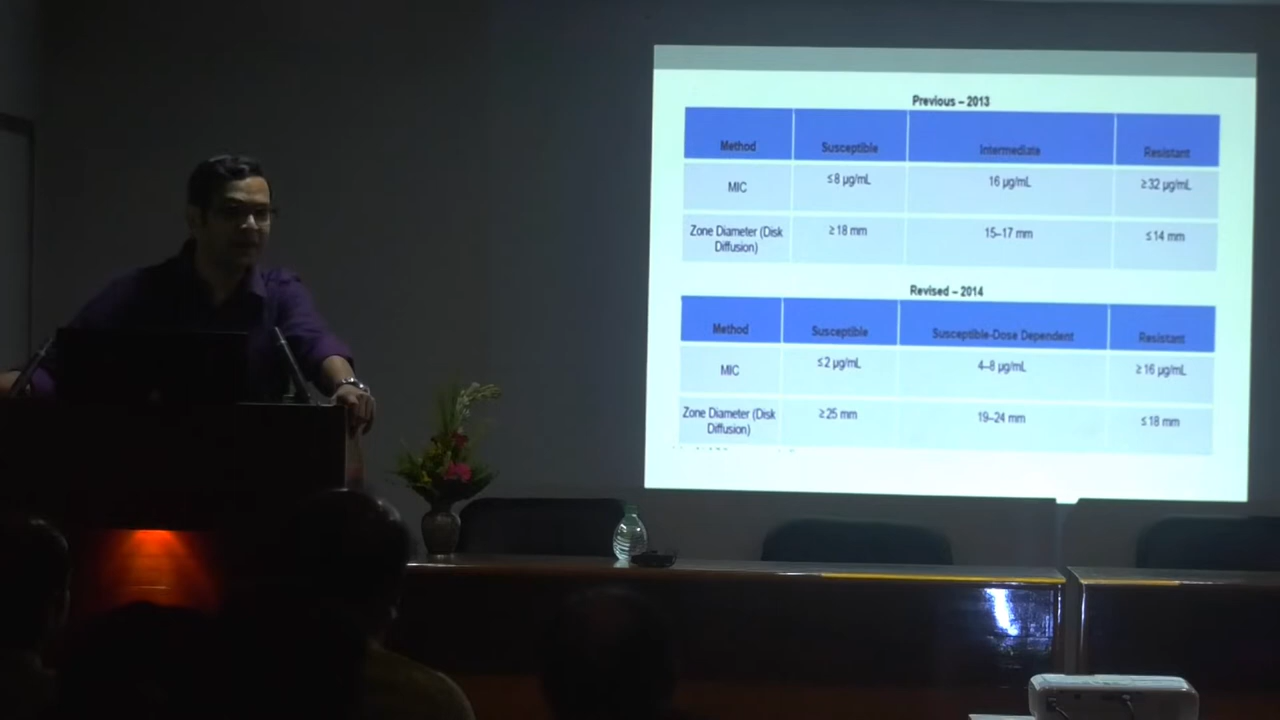 Previous – 2013
Method Susceptible Intermediate Resistant
MIC ≤8 µg/mL 16 µg/mL ≥32 µg/mL
Zone Diameter (Disk Diffusion) ≥18 mm 15–17 mm ≤14 mm
Revised – 2014
Method Susceptible Susceptible-Dose Dependent Resistant
MIC ≤2 µg/mL 4–8 µg/mL ≥16 µg/mL
Zone Diameter (Disk Diffusion) ≥25 mm 19–24 mm ≤18 mm